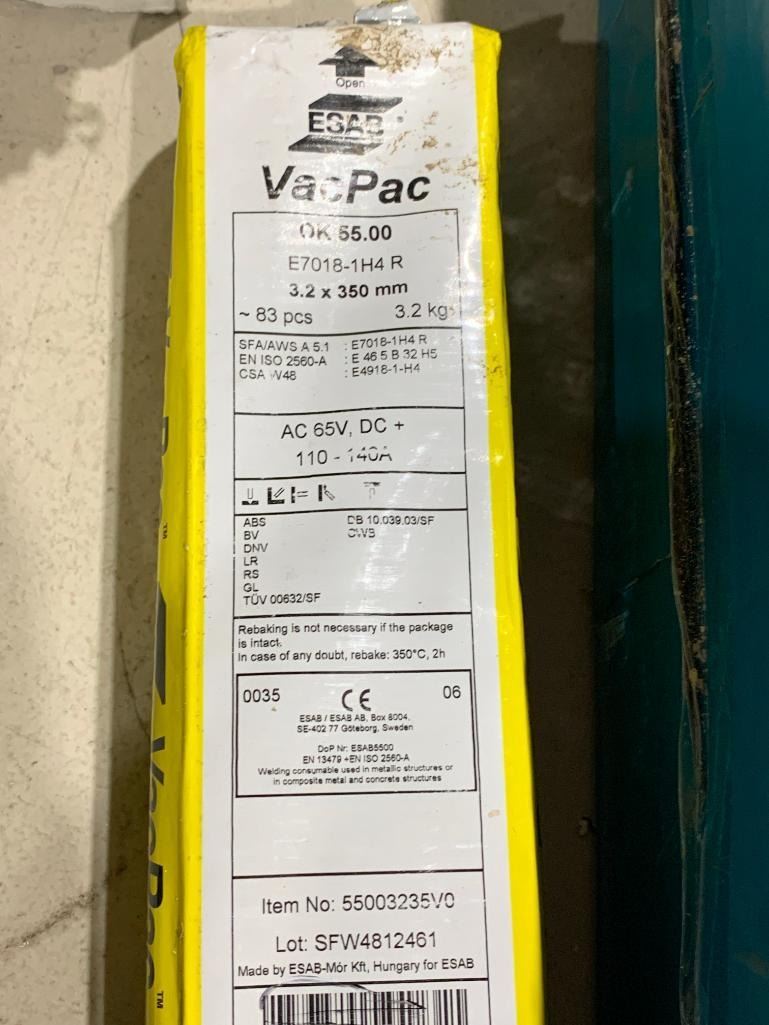 Open
ESAB
VacPac
OK 55.00
E7018-1H4 R
3.2 x 350 mm
~ 83 pcs 3.2 kg
SFA/AWS A 5.1 : E7018-1H4 R
EN ISO 2560-A : E 46 5 B 32 H5
CSA W48 : E4918-1-H4
AC 65V, DC +
110 - 140A
ABS DB 10.039.03/SF
BV CWB
DNV
LR
RS
GL
TÜV 00632/SF
Rebaking is not necessary if the package
is intact.
In case of any doubt, rebake: 350°C, 2h
0035 CE 06
ESAB / ESAB AB, Box 8004,
SE-402 77 Göteborg, Sweden
DoP Nr: ESAB5500
EN 13479 +EN ISO 2560-A
Welding consumable used in metallic structures or
in composite metal and concrete structures
Item No: 55003235V0
Lot: SFW4812461
Made by ESAB-Mór Kft, Hungary for ESAB
VacPac™